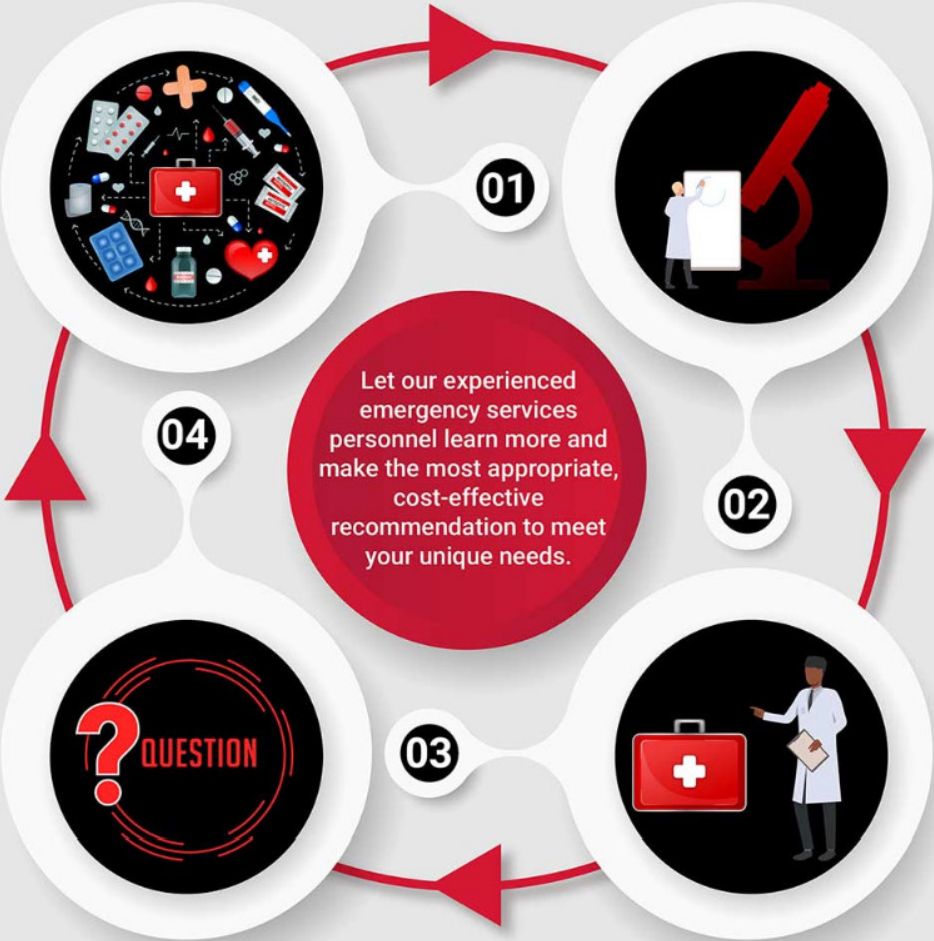 01
Let our experienced
emergency services
personnel learn more and
make the most appropriate,
cost-effective
recommendation to meet
your unique needs.
04
02
QUESTION
03